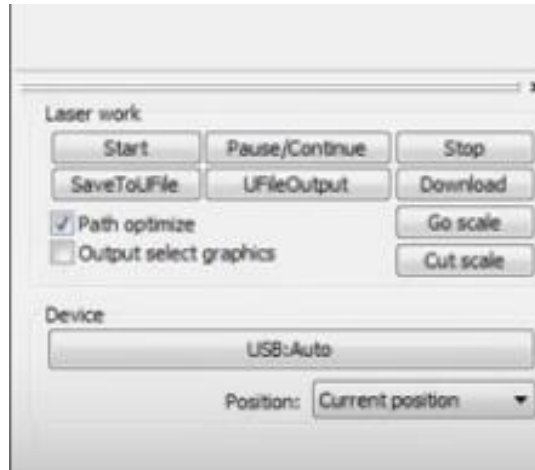 Laser work
Start Pause/Continue Stop
SaveToUFile UFileOutput Download
Path optimize Go scale
Output select graphics Cut scale
Device
USB:Auto
Position: Current position